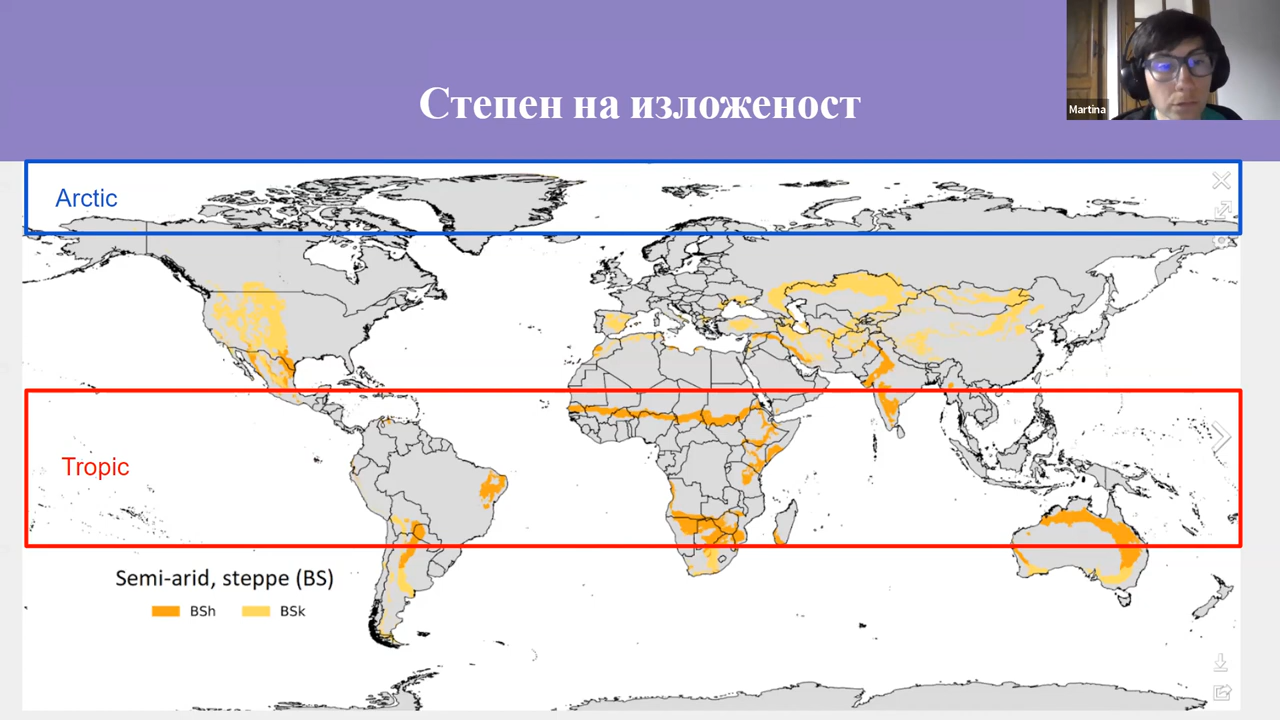 Степен на изложеност
Martina
Arctic
Tropic
Semi-arid, steppe (BS)
BSh BSk